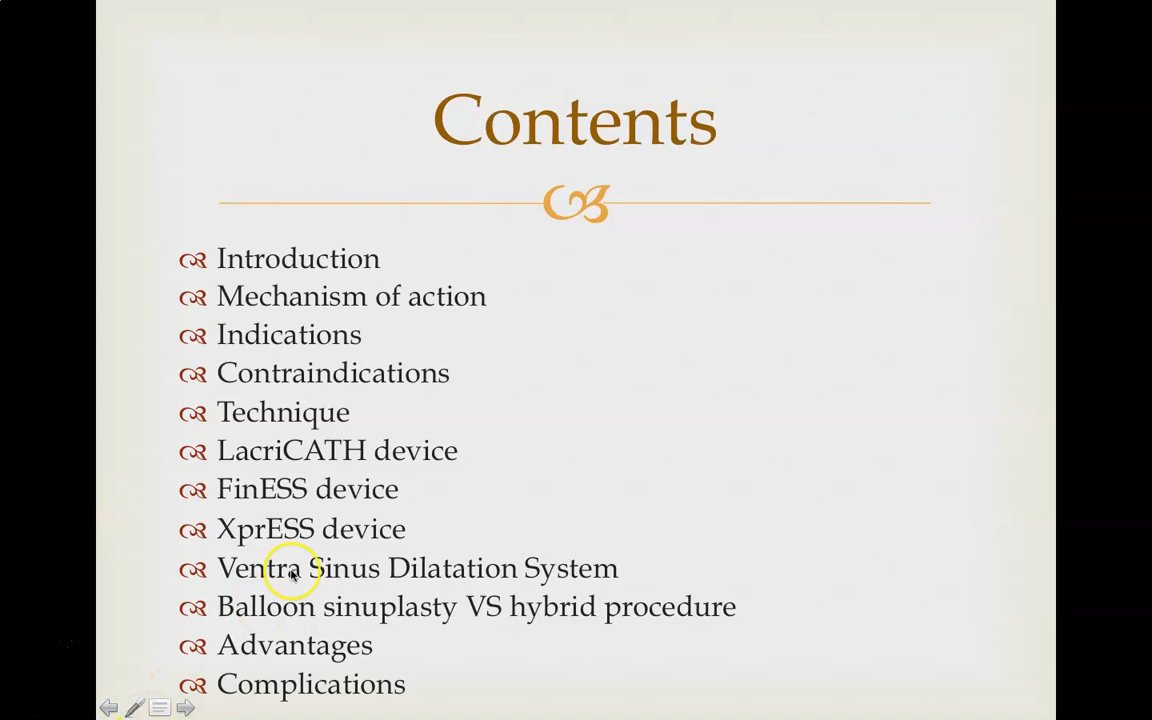 Contents
Introduction
Mechanism of action
Indications
Contraindications
Technique
LacriCATH device
FinESS device
XprESS device
Ventra Sinus Dilatation System
Balloon sinuplasty VS hybrid procedure
Advantages
Complications